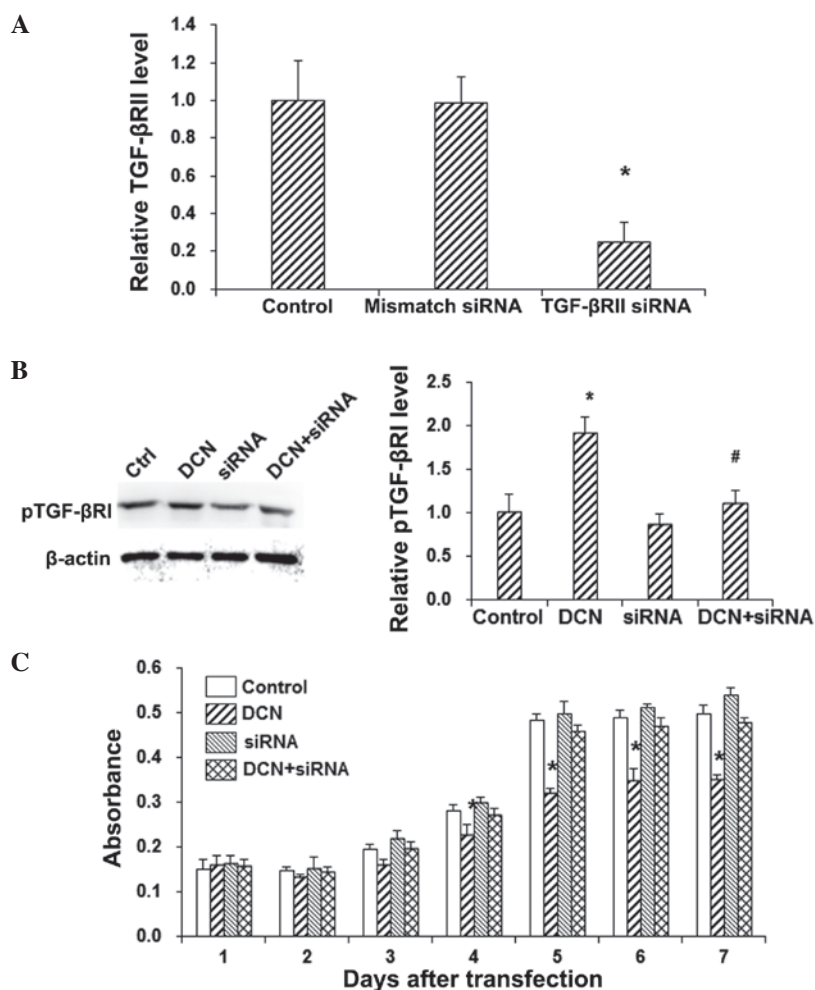 A
Relative TGF-βRII level
1.4
1.2
1.0
0.8
0.6
0.4
0.2
0.0
*
Control
Mismatch siRNA
TGF-βRII siRNA
B
Ctrl
DCN
siRNA
DCN+siRNA
pTGF-βRI
β-actin
Relative pTGF-βRI level
2.5
2.0
1.5
1.0
0.5
0.0
*
#
Control
DCN
siRNA
DCN+siRNA
C
Absorbance
0.6
0.5
0.4
0.3
0.2
0.1
0.0
Control
DCN
siRNA
DCN+siRNA
*
*
*
*
1
2
3
4
5
6
7
Days after transfection